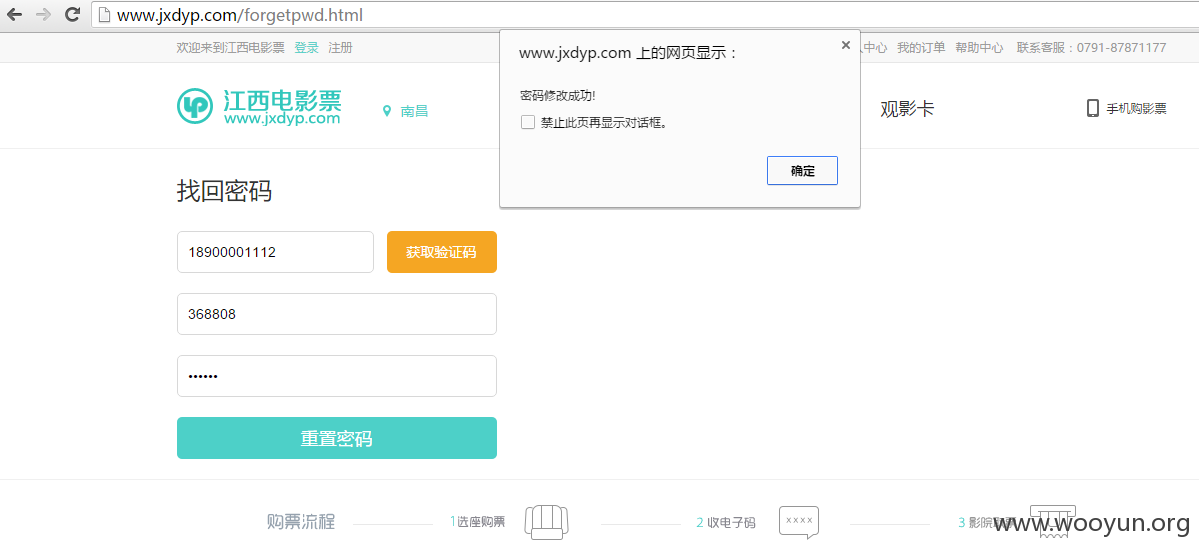 www.jxdyp.com/forgetpwd.html
欢迎来到江西电影票 登录 注册
人中心 我的订单 帮助中心 联系客服：0791-87871177
www.jxdyp.com 上的网页显示：
密码修改成功!
禁止此页再显示对话框。
确定
江西电影票
www.jxdyp.com
南昌
观影卡
手机购影票
找回密码
18900001112
获取验证码
368808
••••••
重置密码
购票流程
1 选座购票
2 收电子码
xxxx
3 影院取票
www.wooyun.org